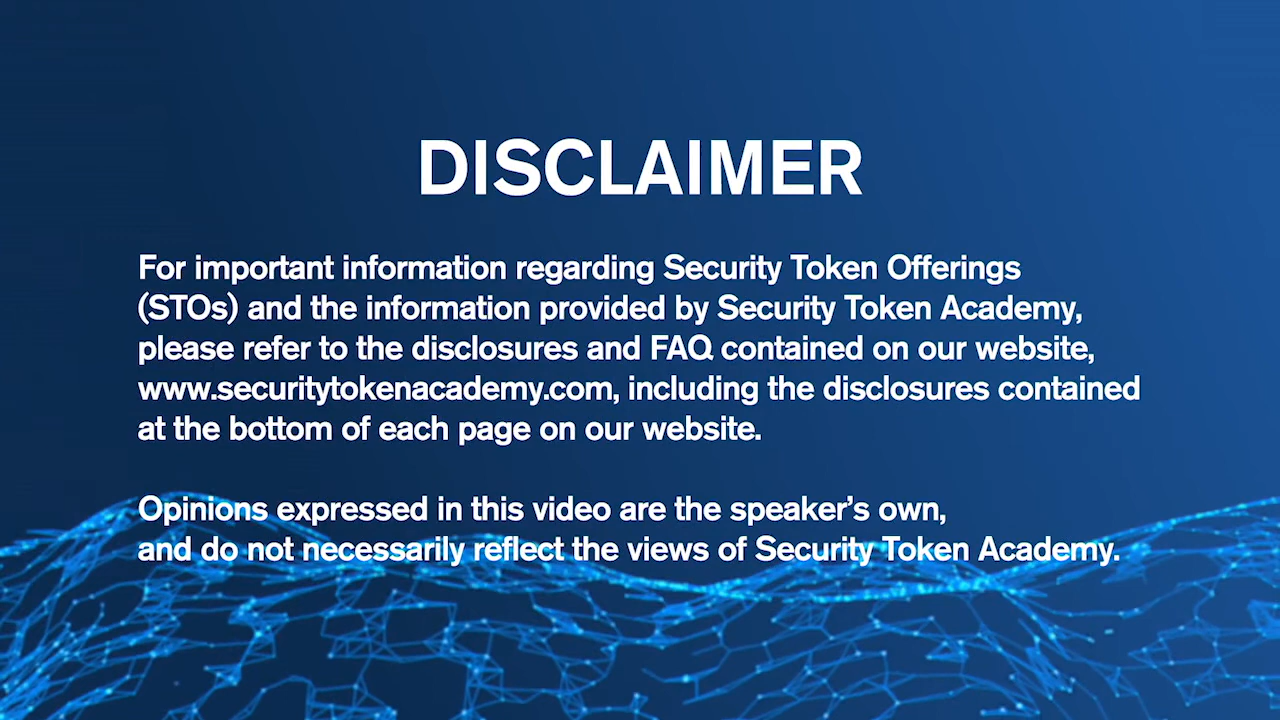 DISCLAIMER
For important information regarding Security Token Offerings
(STOs) and the information provided by Security Token Academy,
please refer to the disclosures and FAQ contained on our website,
www.securitytokenacademy.com, including the disclosures contained
at the bottom of each page on our website.
Opinions expressed in this video are the speaker’s own,
and do not necessarily reflect the views of Security Token Academy.